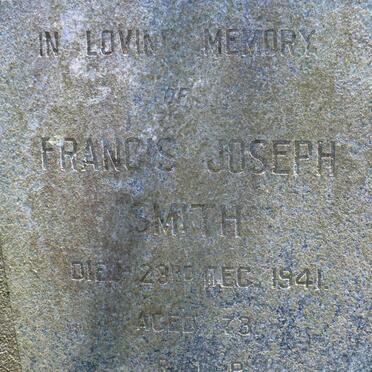 IN LOVING MEMORY
OF
FRANCIS JOSEPH
SMITH
DIED 23RD DEC. 1941.
AGED 73